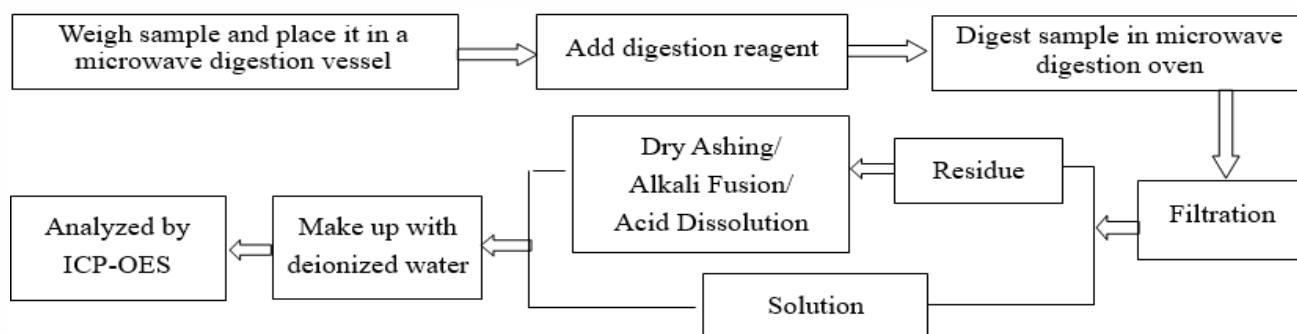 Weigh sample and place it in a
microwave digestion vessel
Add digestion reagent
Digest sample in microwave
digestion oven
Filtration
Residue
Dry Ashing/
Alkali Fusion/
Acid Dissolution
Solution
Make up with
deionized water
Analyzed by
ICP-OES